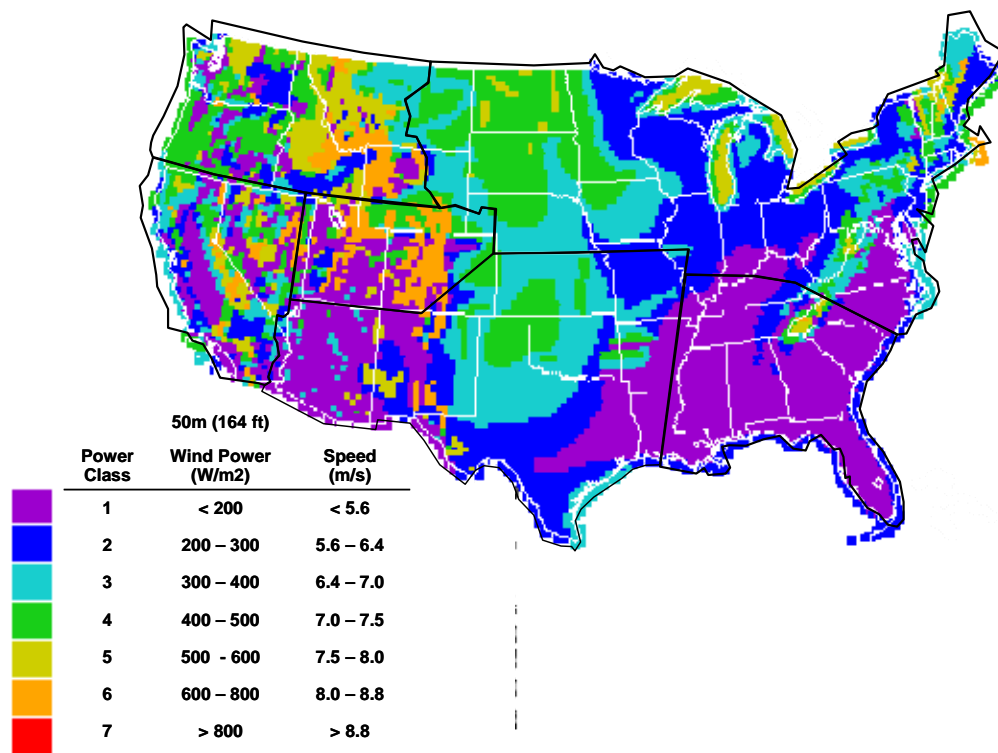 50m (164 ft)
Power Wind Power Speed
Class (W/m2) (m/s)
1 < 200 < 5.6
2 200 – 300 5.6 – 6.4
3 300 – 400 6.4 – 7.0
4 400 – 500 7.0 – 7.5
5 500 - 600 7.5 – 8.0
6 600 – 800 8.0 – 8.8
7 > 800 > 8.8